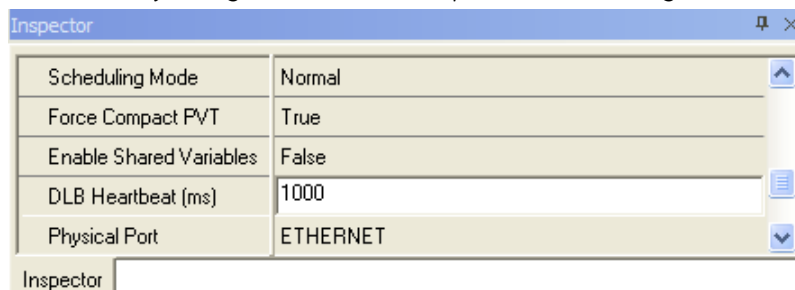 Inspector
Scheduling Mode Normal
Force Compact PVT True
Enable Shared Variables False
DLB Heartbeat (ms) 1000
Physical Port ETHERNET
Inspector